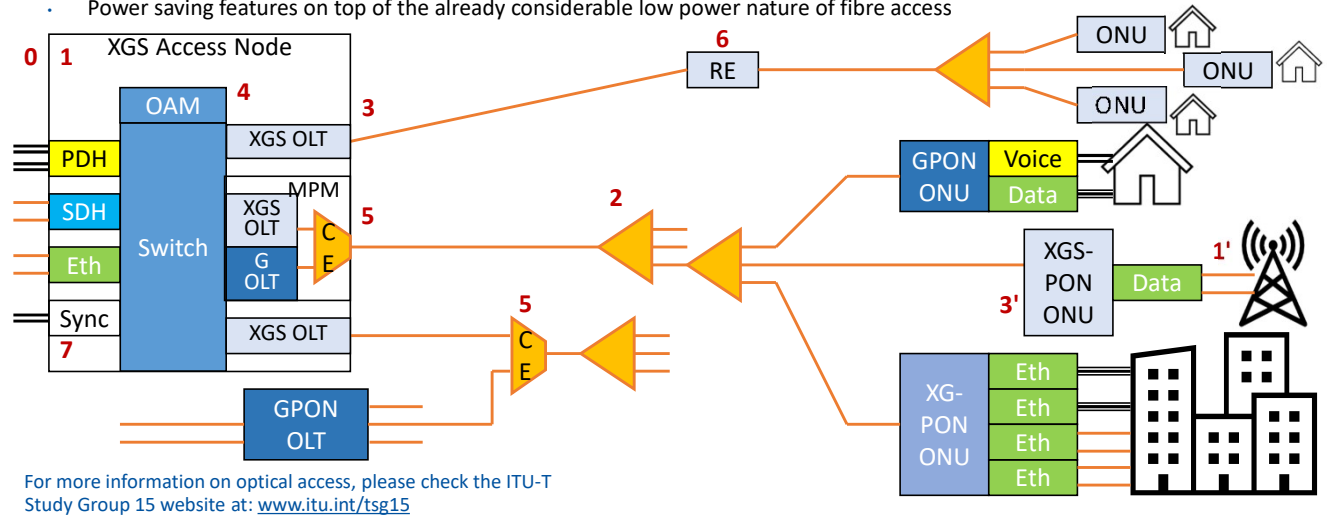 · Power saving features on top of the already considerable low power nature of fibre access
0 1 XGS Access Node
OAM
4
3
XGS OLT
PDH
SDH
Eth
Sync
7
Switch
MPM
XGS
OLT
G
OLT
C
E
5
XGS OLT
GPON
OLT
5
C
E
2
6
RE
ONU
ONU
ONU
GPON
ONU
Voice
Data
XGS-
PON
ONU
3'
Data
1'
XG-
PON
ONU
Eth
Eth
Eth
Eth
For more information on optical access, please check the ITU-T
Study Group 15 website at: www.itu.int/tsg15